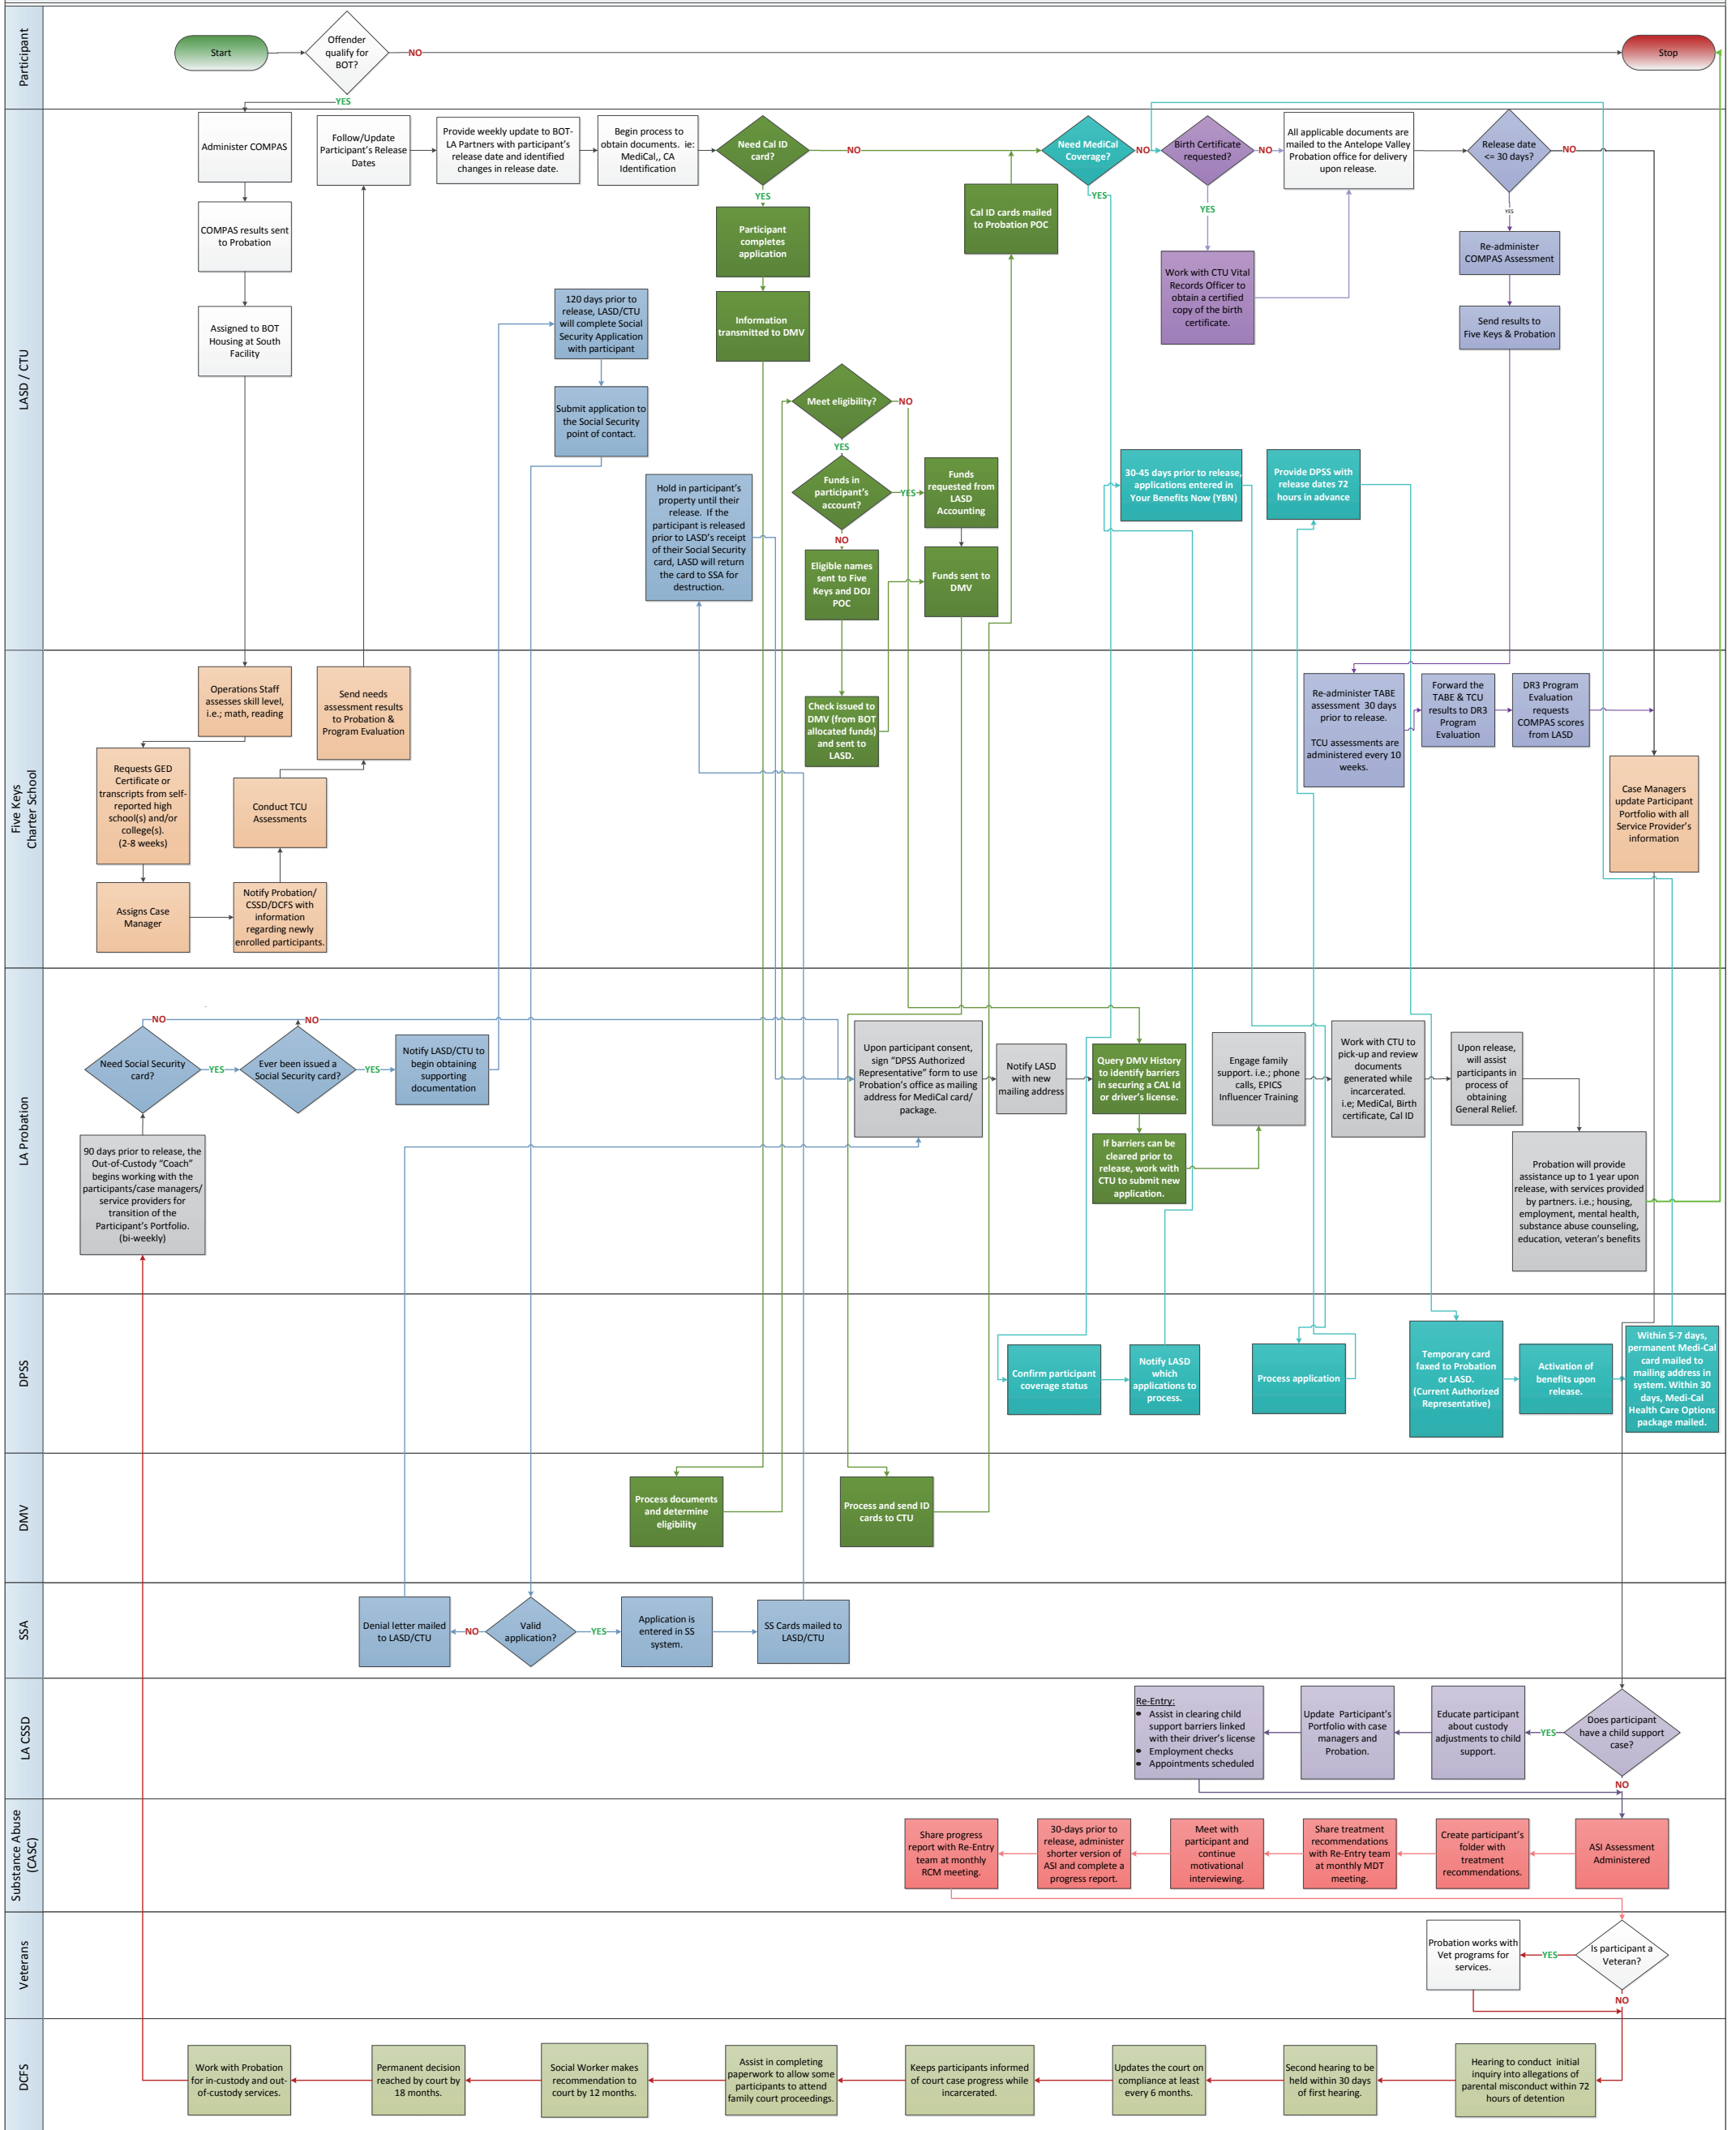 Participant
Start
Offender
qualify for
BOT?
NO
Stop
YES
LASD / CTU
Administer COMPAS
COMPAS results sent
to Probation
Assigned to BOT
Housing at South
Facility
Follow/Update
Participant's Release
Dates
Provide weekly update to BOT-
LA Partners with participant's
release date and identified
changes in release date.
Begin process to
obtain documents.  ie:
MediCal,, CA
Identification
Need Cal ID
card?
NO
YES
Participant
completes
application
Information
transmitted to DMV
120 days prior to
release, LASD/CTU
will complete Social
Security Application
with participant
Submit application to
the Social Security
point of contact.
Hold in participant's
property until their
release.  If the
participant is released
prior to LASD's receipt
of their Social Security
card, LASD will return
the card to SSA for
destruction.
Meet eligibility?
NO
YES
Funds in
participant's
account?
YES
NO
Funds
requested from
LASD
Accounting
Eligible names
sent to Five
Keys and DOJ
POC
Funds sent to
DMV
Cal ID cards mailed
to Probation POC
Need MediCal
Coverage?
NO
YES
Birth Certificate
requested?
NO
YES
Work with CTU Vital
Records Officer to
obtain a certified
copy of the birth
certificate.
All applicable documents are
mailed to the Antelope Valley
Probation office for delivery
upon release.
Release date
<= 30 days?
NO
YES
Re-administer
COMPAS Assessment
Send results to
Five Keys & Probation
30-45 days prior to release,
applications entered in
Your Benefits Now (YBN)
Provide DPSS with
release dates 72
hours in advance
Five Keys
Charter School
Operations Staff
assesses skill level,
i.e.; math, reading
Requests GED
Certificate or
transcripts from self-
reported high
school(s) and/or
college(s).
(2-8 weeks)
Assigns Case
Manager
Notify Probation/
CSSD/DCFS with
information
regarding newly
enrolled participants.
Conduct TCU
Assessments
Send needs
assessment results
to Probation &
Program Evaluation
Check issued to
DMV (from BOT
allocated funds)
and sent to
LASD.
Re-administer TABE
assessment  30 days
prior to release.
TCU assessments are
administered every 10
weeks.
Forward the
TABE & TCU
results to DR3
Program
Evaluation
DR3 Program
Evaluation
requests
COMPAS scores
from LASD
Case Managers
update Participant
Portfolio with all
Service Provider's
information
LA Probation
NO
NO
Need Social Security
card?
YES
Ever been issued a
Social Security card?
YES
Notify LASD/CTU to
begin obtaining
supporting
documentation
90 days prior to release, the
Out-of-Custody "Coach"
begins working with the
participants/case managers/
service providers for
transition of the
Participant's Portfolio.
(bi-weekly)
Upon participant consent,
sign "DPSS Authorized
Representative" form to use
Probation's office as mailing
address for MediCal card/
package.
Notify LASD
with new
mailing address
Query DMV History
to identify barriers
in securing a CAL Id
or driver's license.
If barriers can be
cleared prior to
release, work with
CTU to submit new
application.
Engage family
support. i.e.; phone
calls, EPICS
Influencer Training
Work with CTU to
pick-up and review
documents
generated while
incarcerated.
i.e; MediCal, Birth
certificate, Cal ID
Upon release,
will assist
participants in
process of
obtaining
General Relief.
Probation will provide
assistance up to 1 year upon
release, with services provided
by partners. i.e.; housing,
employment, mental health,
substance abuse counseling,
education, veteran's benefits
DPSS
Confirm participant
coverage status
Notify LASD
which
applications to
process.
Process application
Temporary card
faxed to Probation
or LASD.
(Current Authorized
Representative)
Activation of
benefits upon
release.
Within 5-7 days,
permanent Medi-Cal
card mailed to
mailing address in
system. Within 30
days, Medi-Cal
Health Care Options
package mailed.
DMV
Process documents
and determine
eligibility
Process and send ID
cards to CTU
SSA
Denial letter mailed
to LASD/CTU
NO
Valid
application?
YES
Application is
entered in SS
system.
SS Cards mailed to
LASD/CTU
LA CSSD
Re-Entry:
• Assist in clearing child
support barriers linked
with their driver's license
• Employment checks
• Appointments scheduled
Update  Participant's
Portfolio with case
managers and
Probation.
Educate participant
about custody
adjustments to child
support.
YES
Does participant
have a child support
case?
NO
Substance Abuse
(CASC)
Share progress
report with Re-Entry
team at monthly
RCM meeting.
30-days prior to
release, administer
shorter version of
ASI and complete a
progress report.
Meet with
participant and
continue
motivational
interviewing.
Share treatment
recommendations
with Re-Entry team
at monthly MDT
meeting.
Create participant's
folder with
treatment
recommendations.
ASI Assessment
Administered
Veterans
Probation works with
Vet programs for
services.
YES
Is participant a
Veteran?
NO
DCFS
Work with Probation
for in-custody and out-
of-custody services.
Permanent decision
reached by court by
18 months.
Social Worker makes
recommendation to
court by 12 months.
Assist in completing
paperwork to allow some
participants to attend
family court proceedings.
Keeps participants informed
of court case progress while
incarcerated.
Updates the court on
compliance at least
every 6 months.
Second hearing to be
held within 30 days
of first hearing.
Hearing to conduct  initial
inquiry into allegations of
parental misconduct within 72
hours of detention